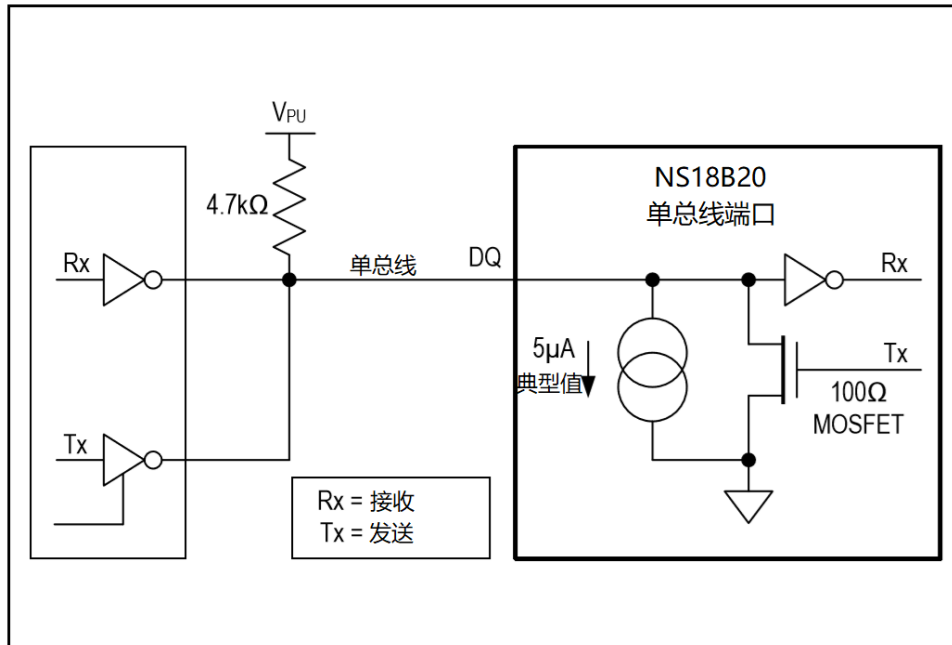 V_PU
4.7kΩ
Rx
单总线
DQ
Tx
Rx = 接收
Tx = 发送
NS18B20
单总线端口
Rx
5µA
典型值
Tx
100Ω
MOSFET